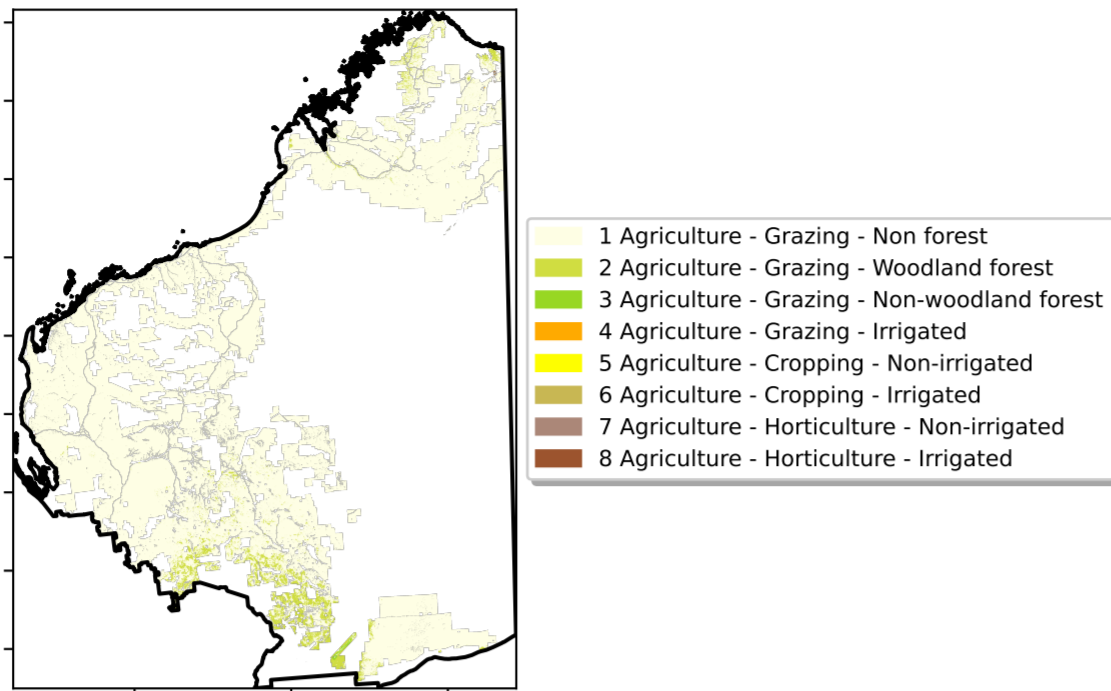 1 Agriculture - Grazing - Non forest
2 Agriculture - Grazing - Woodland forest
3 Agriculture - Grazing - Non-woodland forest
4 Agriculture - Grazing - Irrigated
5 Agriculture - Cropping - Non-irrigated
6 Agriculture - Cropping - Irrigated
7 Agriculture - Horticulture - Non-irrigated
8 Agriculture - Horticulture - Irrigated